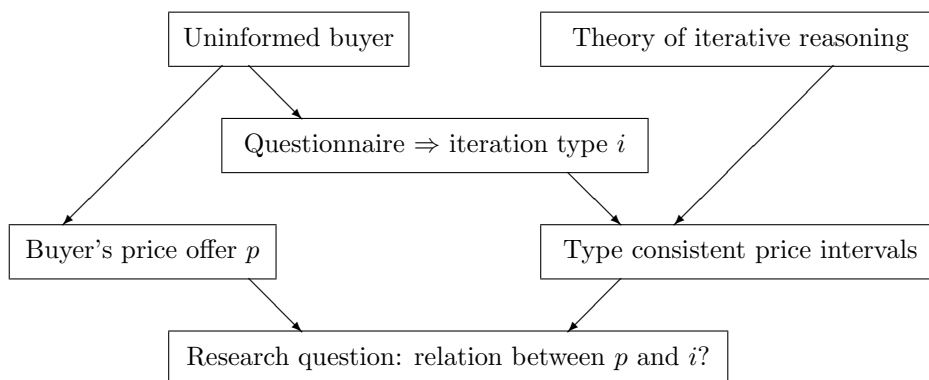 Uninformed buyer
Theory of iterative reasoning
Questionnaire ⇒ iteration type i
Buyer's price offer p
Type consistent price intervals
Research question: relation between p and i?